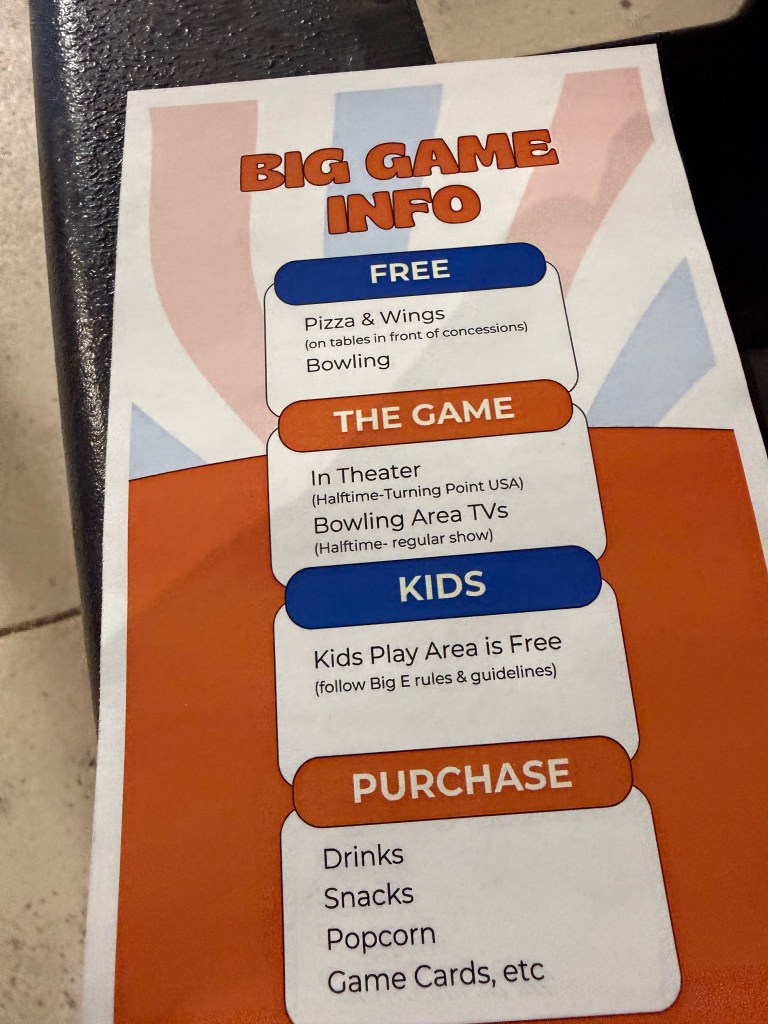 BIG GAME
INFO
FREE
Pizza & Wings
(on tables in front of concessions)
Bowling
THE GAME
In Theater
(Halftime-Turning Point USA)
Bowling Area TVs
(Halftime- regular show)
KIDS
Kids Play Area is Free
(follow Big E rules & guidelines)
PURCHASE
Drinks
Snacks
Popcorn
Game Cards, etc